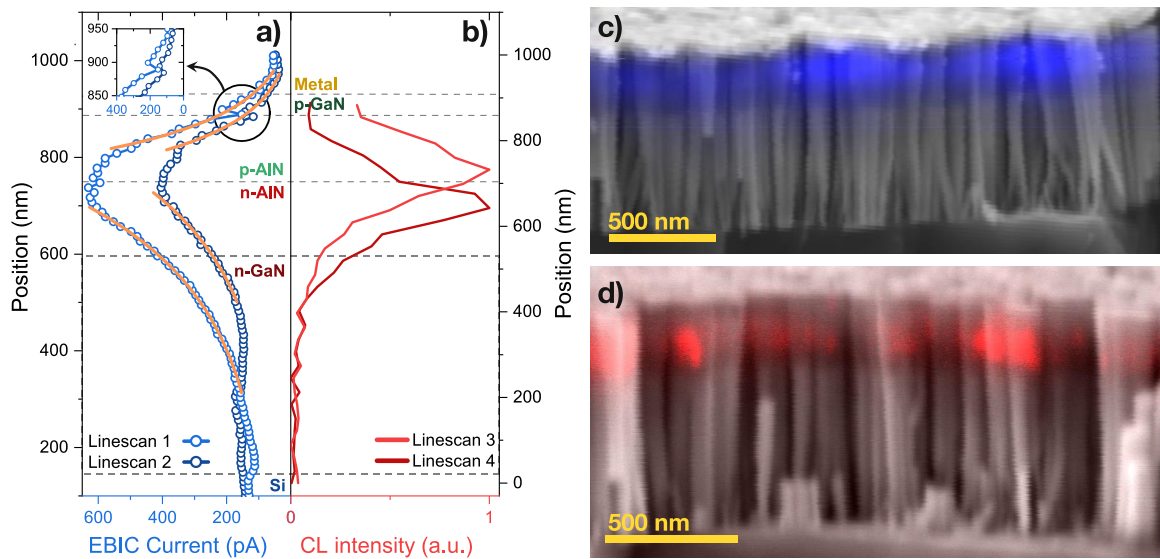 a)
950
900
850
400
200
0
1000
800
600
400
200
Position (nm)
600
400
200
EBIC Current (pA)
Linescan 1
Linescan 2
Si
b)
Metal
p-GaN
p-AlN
n-AlN
n-GaN
Linescan 3
Linescan 4
0
1
CL intensity (a.u.)
1000
800
600
400
200
0
Position (nm)
c)
500 nm
d)
500 nm